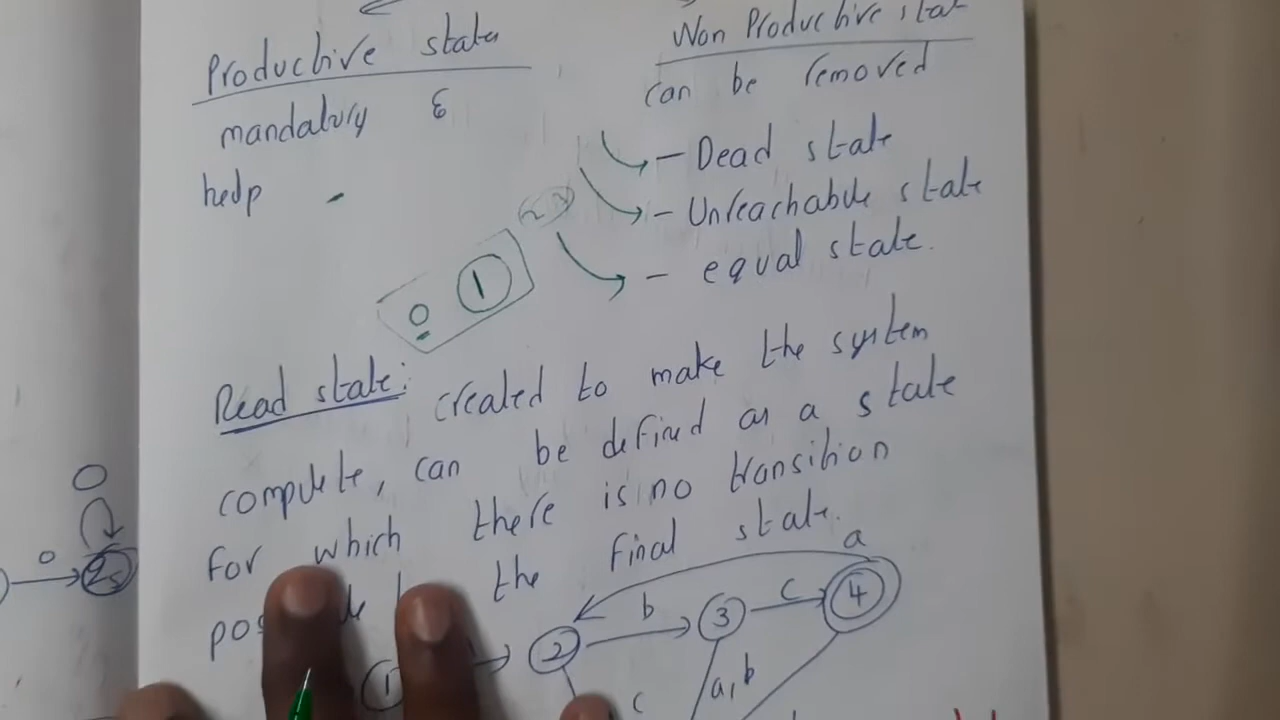 Productive state
mandatory &
help -
Non Productive stat
can be removed
- Dead state
- Unreachable state
- equal state.
0 1
Dead state: created to make the system
complete, can be defined as a state
for which there is no transition
the final state.
a
b
c
1
2
3
4
c
a,b
0
0